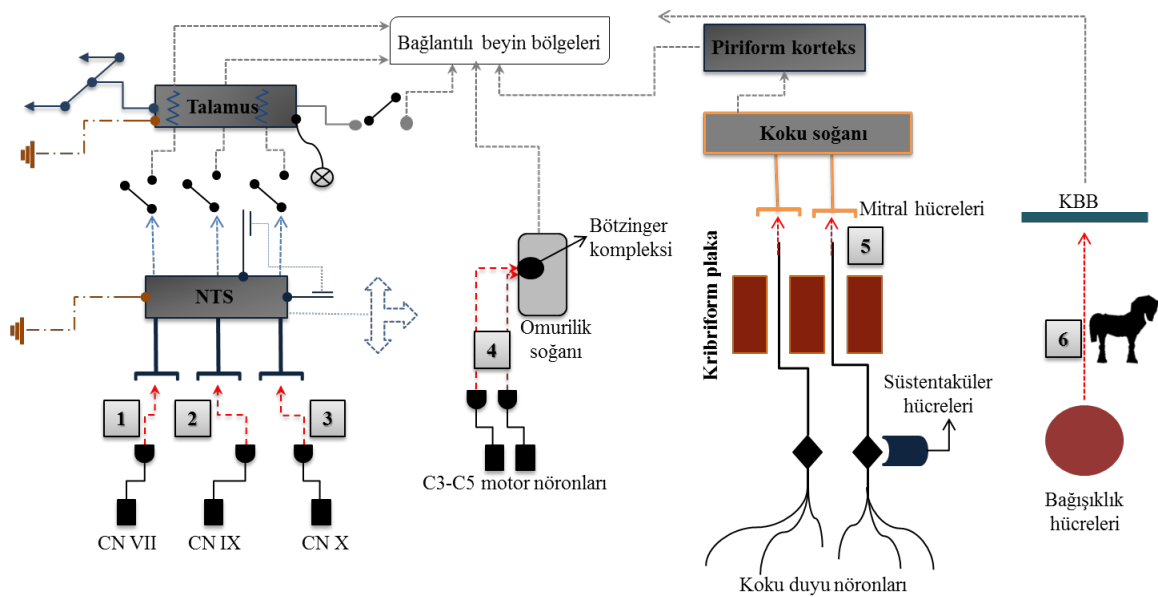 Bağlantılı beyin bölgeleri
Piriform korteks
Talamus
Koku soğanı
KBB
Mitral hücreleri
Bötzinger
kompleksi
5
Kribriform plaka
NTS
Omurilik
soğanı
4
6
1
2
3
Süstentaküler
hücreleri
C3-C5 motor nöronları
Bağışıklık
hücreleri
CN VII
CN IX
CN X
Koku duyu nöronları